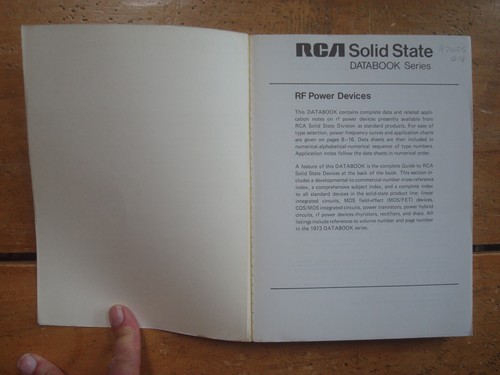 RCA Solid State
DATABOOK Series
RF Power Devices
This DATABOOK contains complete data and related appli-
cation notes on rf power devices presently available from
RCA Solid State Division as standard products. For ease of
type selection, power frequency curves and application charts
are given on pages 8–16. Data sheets are then included in
numerical-alphabetical-numerical sequence of type numbers.
Application notes follow the data sheets in numerical order.
A feature of this DATABOOK is the complete Guide to RCA
Solid State Devices at the back of the book. This section in-
cludes a developmental-to-commercial-number cross-reference
index, a comprehensive subject index, and a complete index
to all standard devices in the solid-state product line: linear
integrated circuits, MOS field-effect (MOS/FET) devices,
COS/MOS integrated circuits, power transistors, power hybrid
circuits, rf power devices, thyristors, rectifiers, and diacs. All
listings include references to volume number and page number
in the 1973 DATABOOK series.